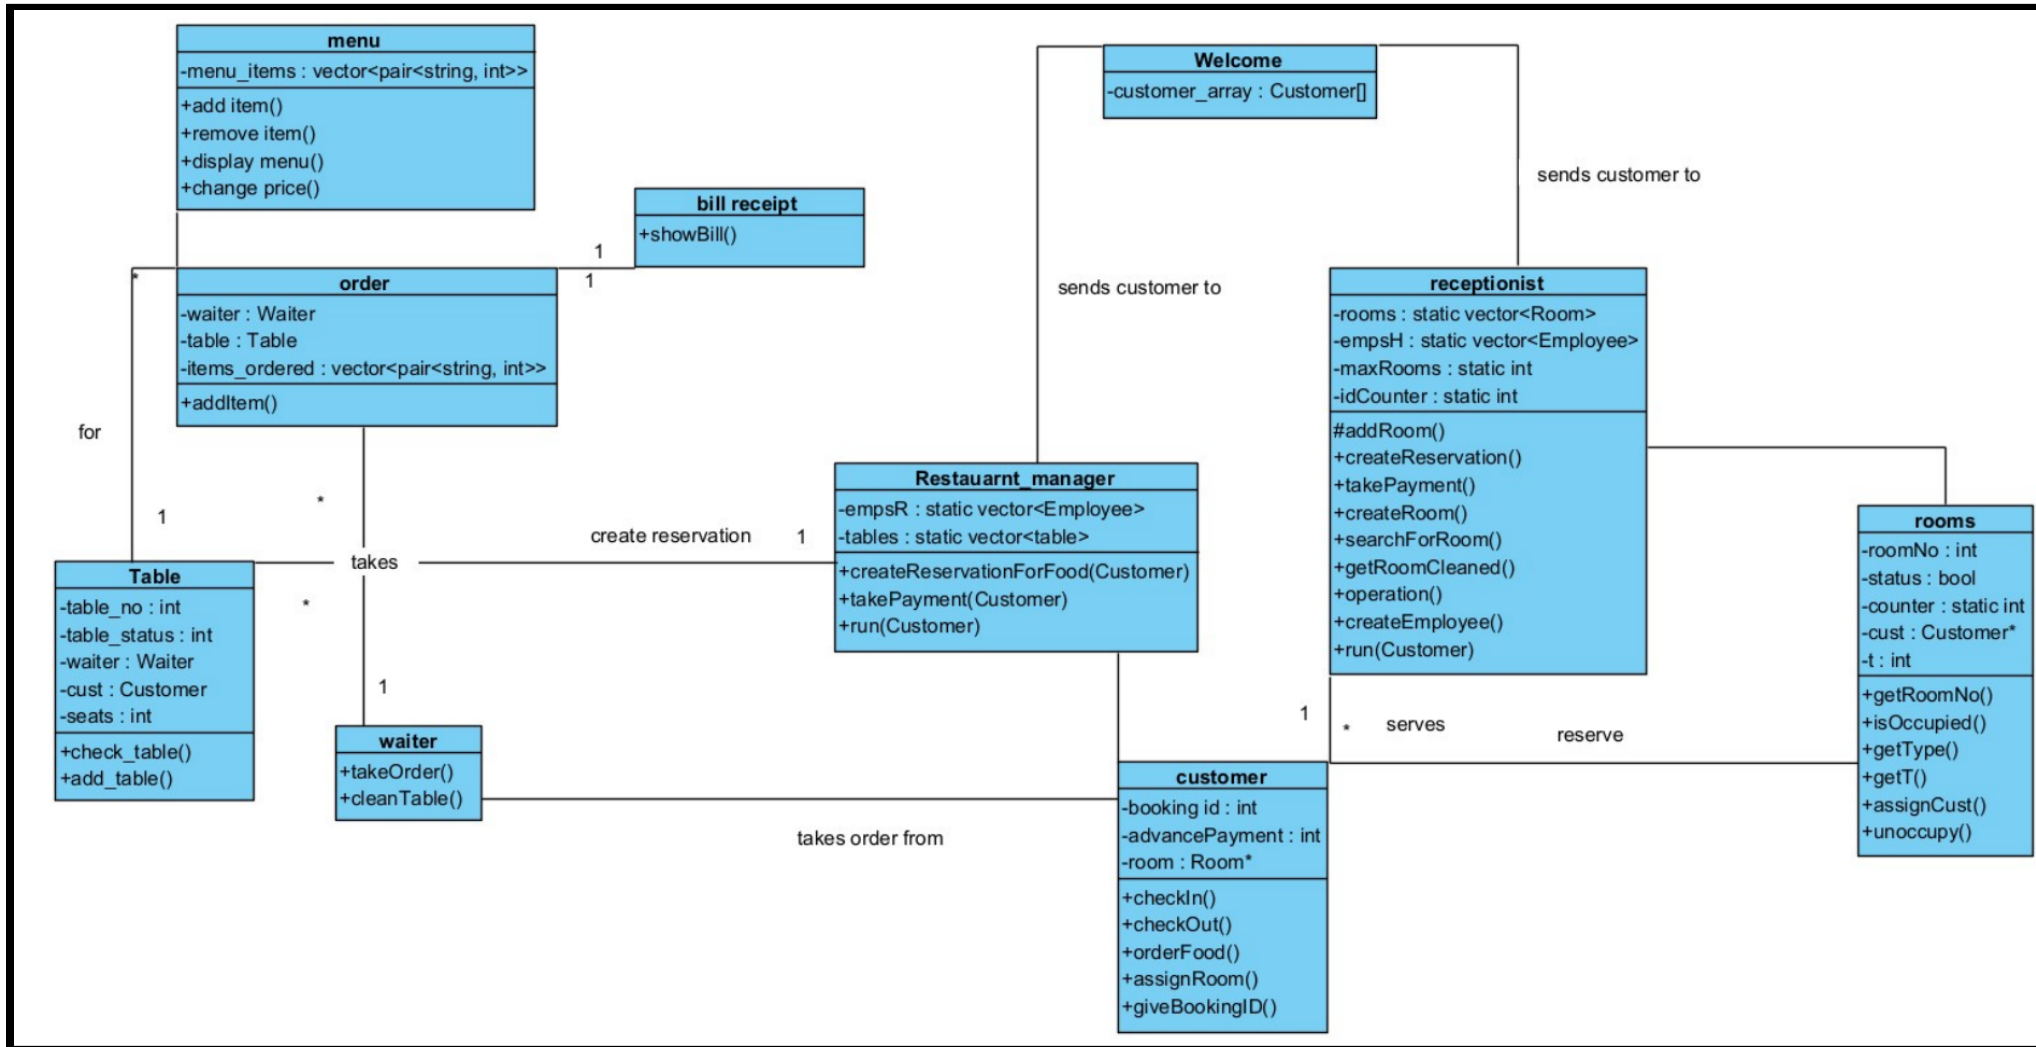 menu
-menu_items : vector<pair<string, int>>
+add item()
+remove item()
+display menu()
+change price()
bill receipt
+showBill()
1
1
*
order
-waiter : Waiter
-table : Table
-items_ordered : vector<pair<string, int>>
+addItem()
for
1
*
takes
*
1
Table
-table_no : int
-table_status : int
-waiter : Waiter
-cust : Customer
-seats : int
+check_table()
+add_table()
waiter
+takeOrder()
+cleanTable()
create reservation
1
Welcome
-customer_array : Customer[]
sends customer to
sends customer to
Restauarnt_manager
-empsR : static vector<Employee>
-tables : static vector<table>
+createReservationForFood(Customer)
+takePayment(Customer)
+run(Customer)
receptionist
-rooms : static vector<Room>
-empsH : static vector<Employee>
-maxRooms : static int
-idCounter : static int
#addRoom()
+createReservation()
+takePayment()
+createRoom()
+searchForRoom()
+getRoomCleaned()
+operation()
+createEmployee()
+run(Customer)
1
*
serves
reserve
takes order from
customer
-booking id : int
-advancePayment : int
-room : Room*
+checkIn()
+checkOut()
+orderFood()
+assignRoom()
+giveBookingID()
rooms
-roomNo : int
-status : bool
-counter : static int
-cust : Customer*
-t : int
+getRoomNo()
+isOccupied()
+getType()
+getT()
+assignCust()
+unoccupy()